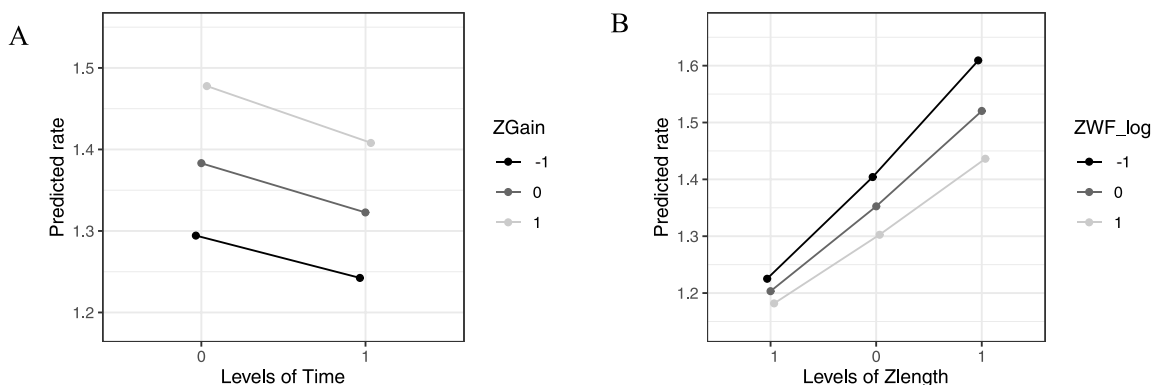 A
Predicted rate
1.5
1.4
1.3
1.2
0
1
Levels of Time
ZGain
-1
0
1
B
Predicted rate
1.6
1.5
1.4
1.3
1.2
1
0
1
Levels of Zlength
ZWF_log
-1
0
1